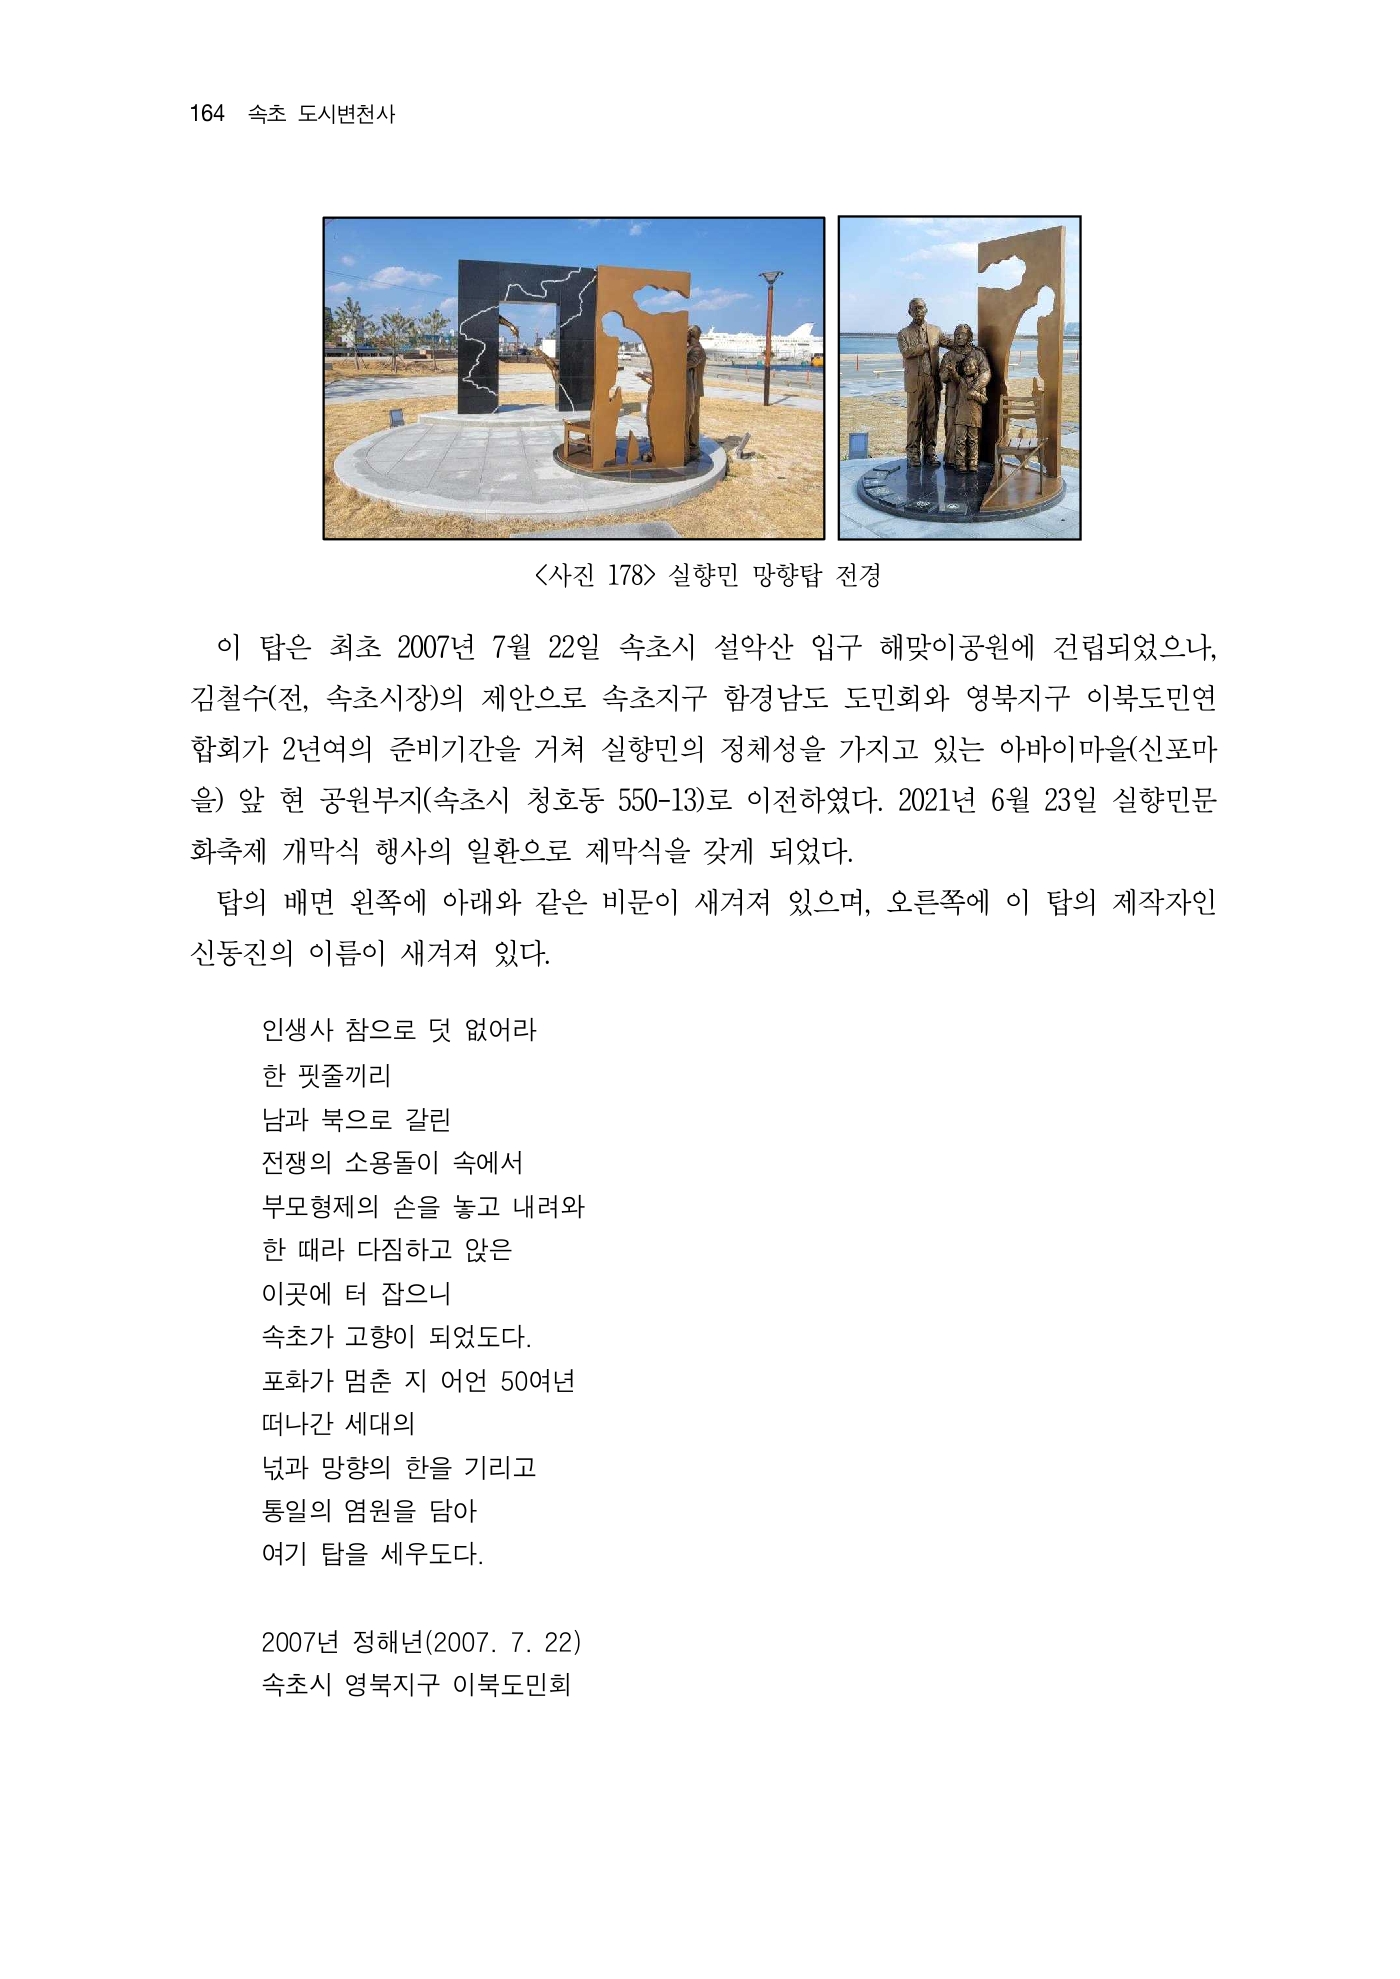 164 속초 도시변천사
<사진 178> 실향민 망향탑 전경
이 탑은 최초 2007년 7월 22일 속초시 설악산 입구 해맞이공원에 건립되었으나,
김철수(전, 속초시장)의 제안으로 속초지구 함경남도 도민회와 영북지구 이북도민연
합회가 2년여의 준비기간을 거쳐 실향민의 정체성을 가지고 있는 아바이마을(신포마
을) 앞 현 공원부지(속초시 청호동 550-13)로 이전하였다. 2021년 6월 23일 실향민문
화축제 개막식 행사의 일환으로 제막식을 갖게 되었다.
탑의 배면 왼쪽에 아래와 같은 비문이 새겨져 있으며, 오른쪽에 이 탑의 제작자인
신동진의 이름이 새겨져 있다.
인생사 참으로 덧 없어라
한 핏줄끼리
남과 북으로 갈린
전쟁의 소용돌이 속에서
부모형제의 손을 놓고 내려와
한 때라 다짐하고 앉은
이곳에 터 잡으니
속초가 고향이 되었도다.
포화가 멈춘 지 어언 50여년
떠나간 세대의
넋과 망향의 한을 기리고
통일의 염원을 담아
여기 탑을 세우도다.
2007년 정해년(2007. 7. 22)
속초시 영북지구 이북도민회